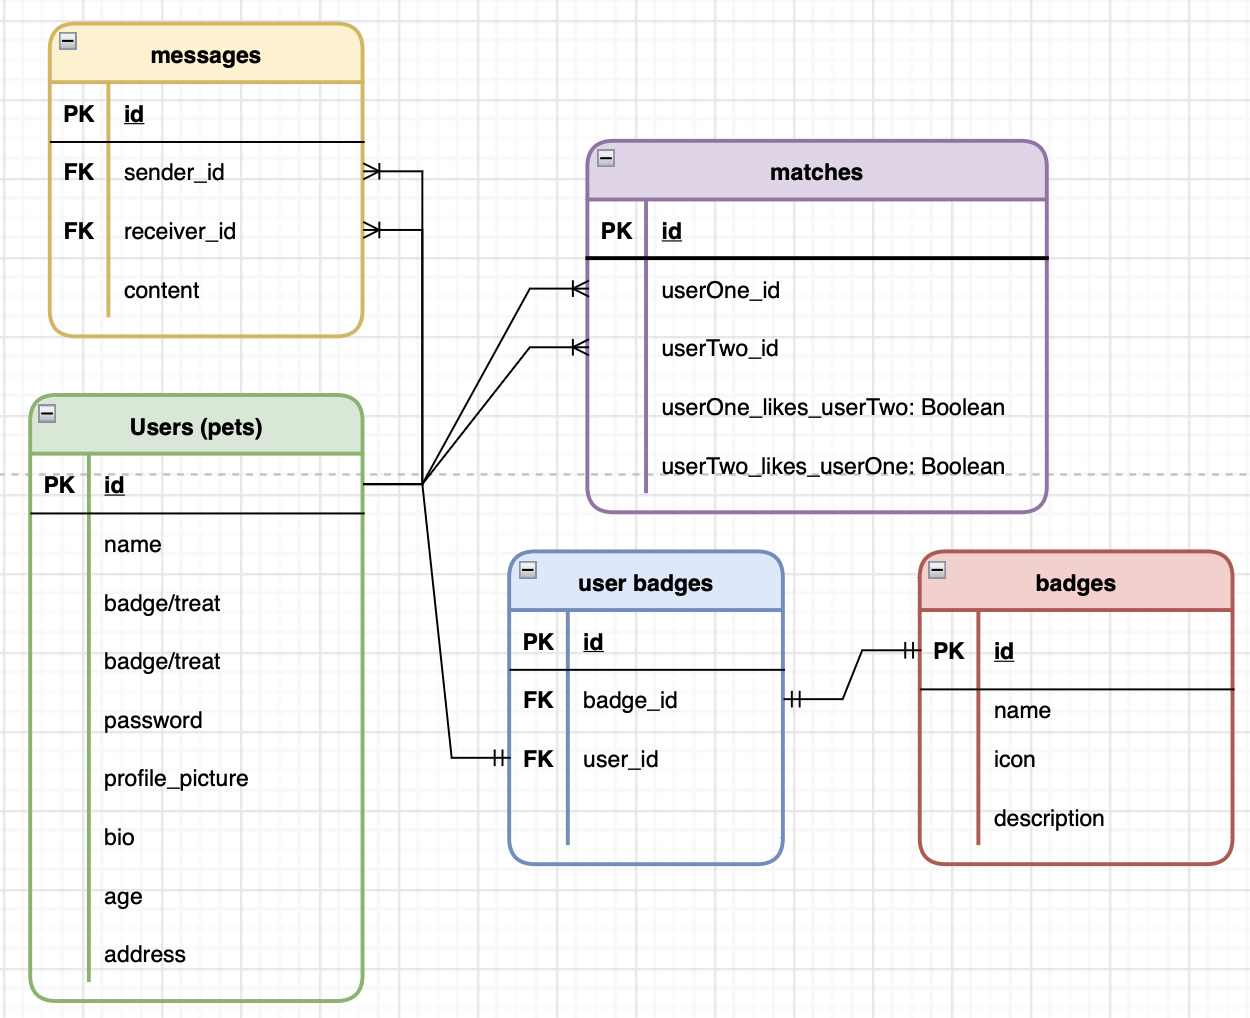 messages
PK id
FK sender_id
FK receiver_id
content
Users (pets)
PK id
name
badge/treat
badge/treat
password
profile_picture
bio
age
address
matches
PK id
userOne_id
userTwo_id
userOne_likes_userTwo: Boolean
userTwo_likes_userOne: Boolean
user badges
PK id
FK badge_id
FK user_id
badges
PK id
name
icon
description